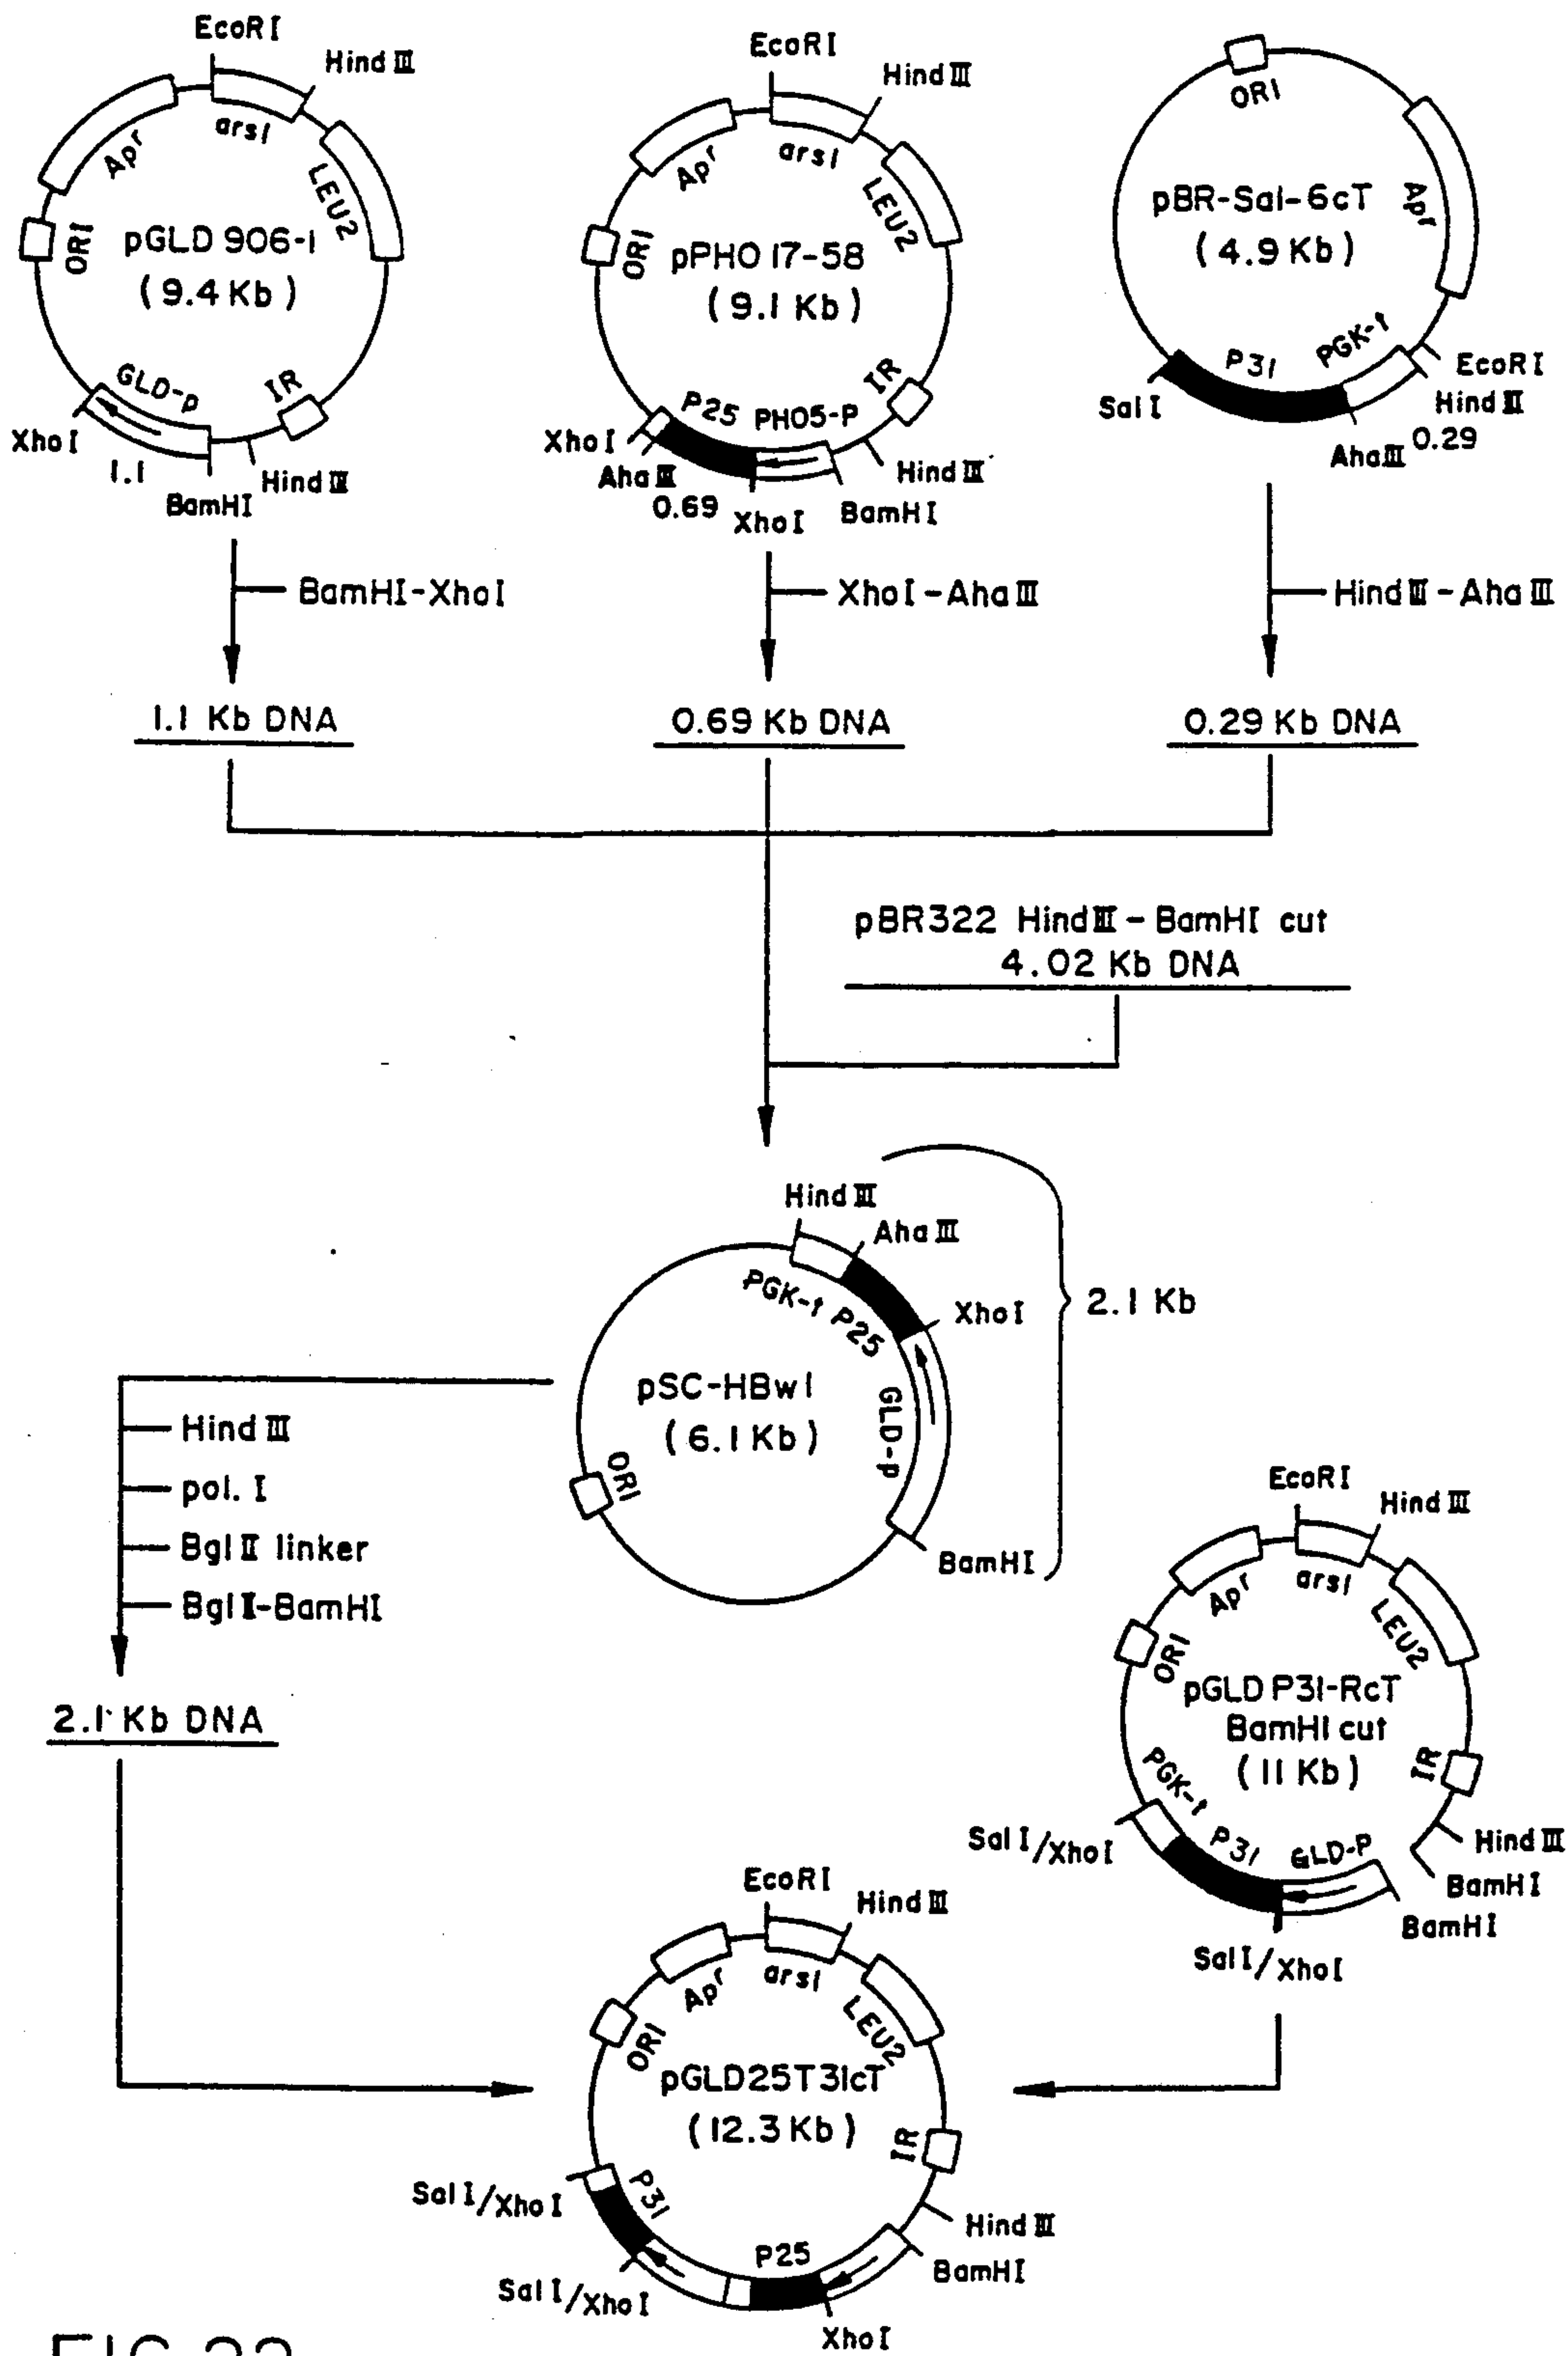 EcoRI
HindIII
Apr
arsI
LEU2
ORI
pGLD 906-1
(9.4 Kb)
GLD-p
IR
XhoI
1.1
BamHI
HindIII
EcoRI
HindIII
Apr
arsI
LEU2
ORI
pPHO 17-58
(9.1 Kb)
IR
P25
PHO5-P
XhoI
AhaIII
0.69
XhoI
BamHI
HindIII
ORI
Apr
pBR-Sal-6cT
(4.9 Kb)
P31
PGK-t
EcoRI
HindIII
SalI
AhaIII
0.29
BamHI-XhoI
XhoI-AhaIII
HindIII-AhaIII
1.1 Kb DNA
0.69 Kb DNA
0.29 Kb DNA
pBR322 HindIII-BamHI cut
4.02 Kb DNA
HindIII
AhaIII
PGK-t
P25
XhoI
2.1 Kb
pSC-HBwI
(6.1 Kb)
GLD-p
ORI
BamHI
HindIII
pol. I
BglII linker
BglII-BamHI
2.1 Kb DNA
EcoRI
HindIII
Apr
arsI
LEU2
ORI
pGLD P31-RcT
BamHI cut
(11 Kb)
IR
PGK-t
P31
GLD-P
SalI/XhoI
HindIII
BamHI
BamHI
SalI/XhoI
EcoRI
HindIII
Apr
arsI
LEU2
ORI
pGLD25T31cT
(12.3 Kb)
IR
SalI/XhoI
P31
HindIII
P25
BamHI
SalI/XhoI
XhoI